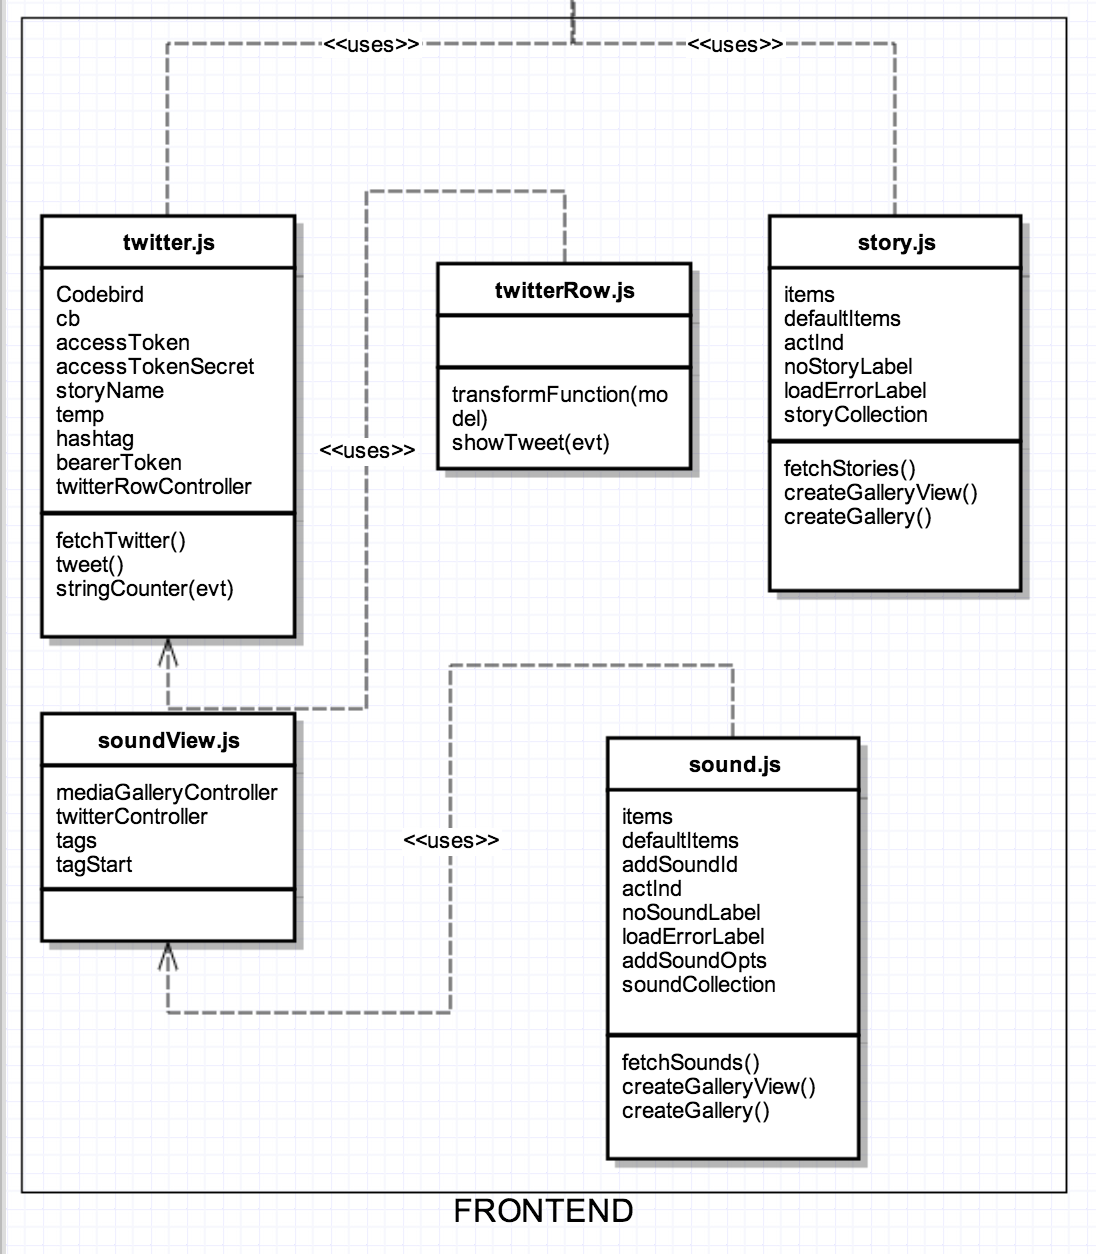 <<uses>>
<<uses>>
twitter.js
Codebird
cb
accessToken
accessTokenSecret
storyName
temp
hashtag
bearerToken
twitterRowController
fetchTwitter()
tweet()
stringCounter(evt)
<<uses>>
twitterRow.js
transformFunction(mo
del)
showTweet(evt)
story.js
items
defaultItems
actInd
noStoryLabel
loadErrorLabel
storyCollection
fetchStories()
createGalleryView()
createGallery()
soundView.js
mediaGalleryController
twitterController
tags
tagStart
<<uses>>
sound.js
items
defaultItems
addSoundId
actInd
noSoundLabel
loadErrorLabel
addSoundOpts
soundCollection
fetchSounds()
createGalleryView()
createGallery()
FRONTEND